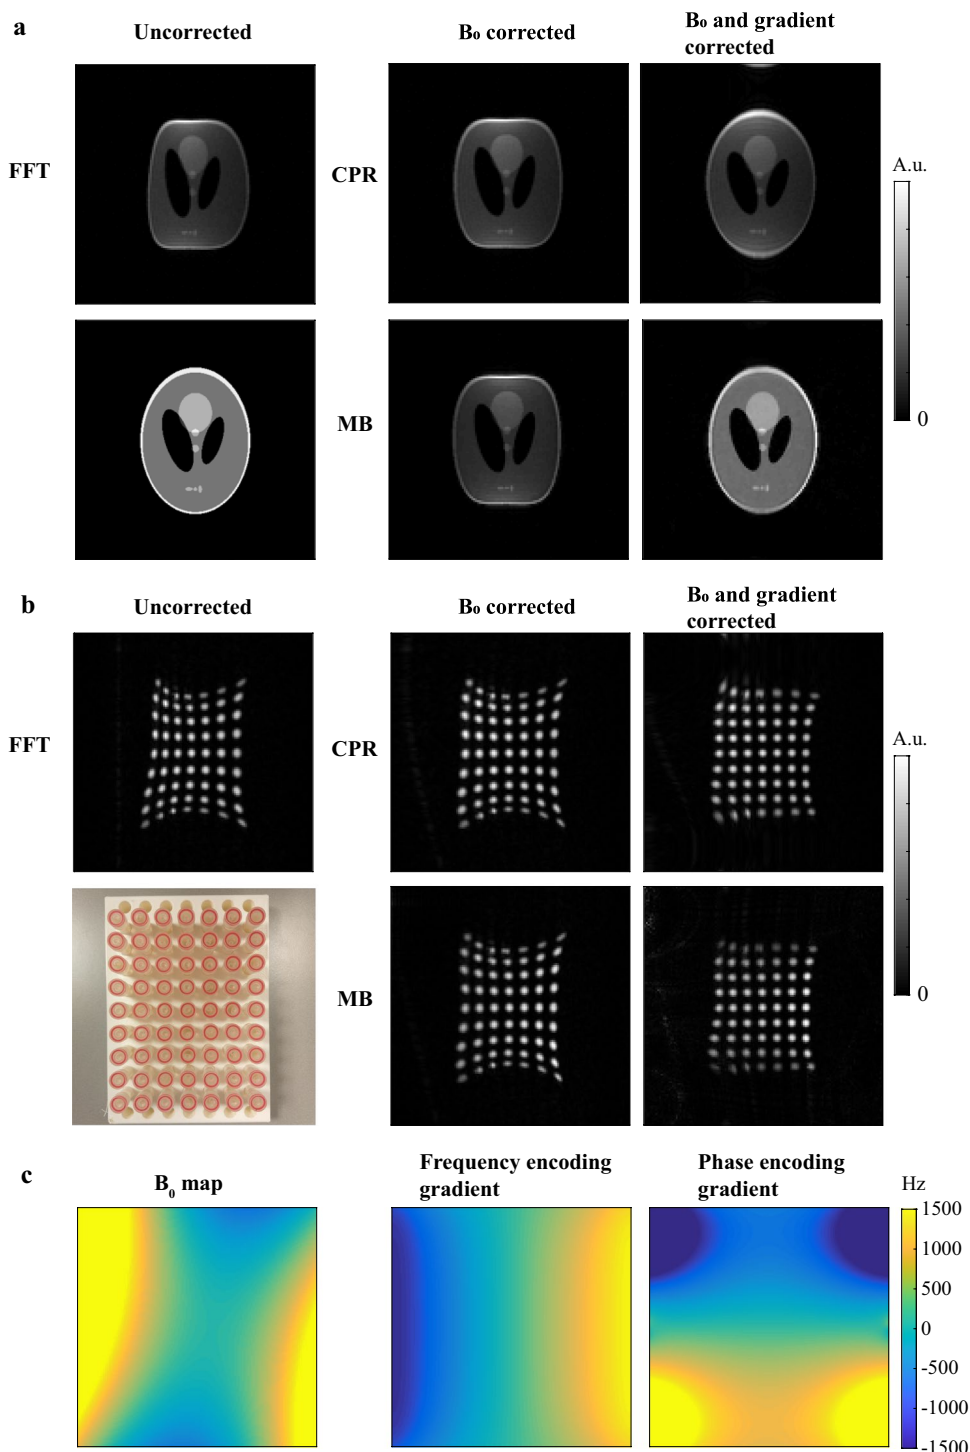 a
Uncorrected
B₀ corrected
B₀ and gradient
corrected
FFT
CPR
A.u.
MB
0
b
Uncorrected
B₀ corrected
B₀ and gradient
corrected
FFT
CPR
A.u.
MB
0
c
B₀ map
Frequency encoding
gradient
Phase encoding
gradient
Hz
1500
1000
500
0
-500
-1000
-1500